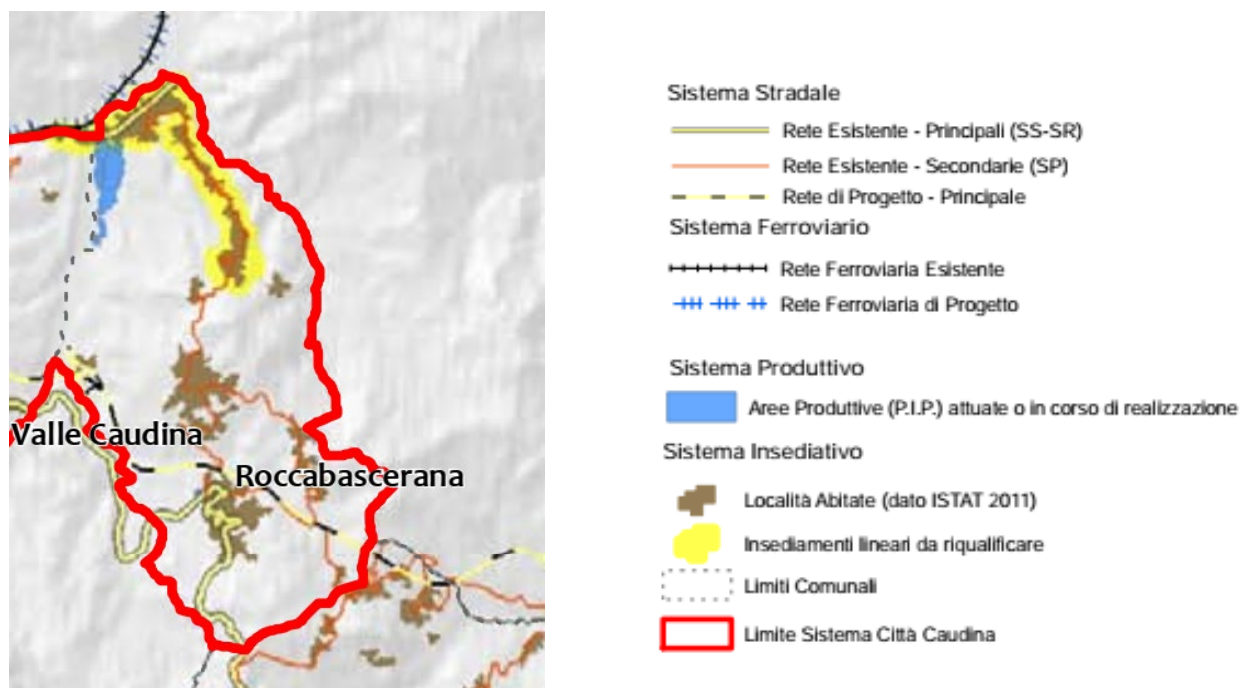 Valle Caudina
Roccabascerana
Sistema Stradale
Rete Esistente - Principali (SS-SR)
Rete Esistente - Secondarie (SP)
Rete di Progetto - Principale
Sistema Ferroviario
Rete Ferroviaria Esistente
Rete Ferroviaria di Progetto
Sistema Produttivo
Aree Produttive (P.I.P.) attuate o in corso di realizzazione
Sistema Insediativo
Località Abitate (dato ISTAT 2011)
Insediamenti lineari da riqualificare
Limiti Comunali
Limite Sistema Città Caudina